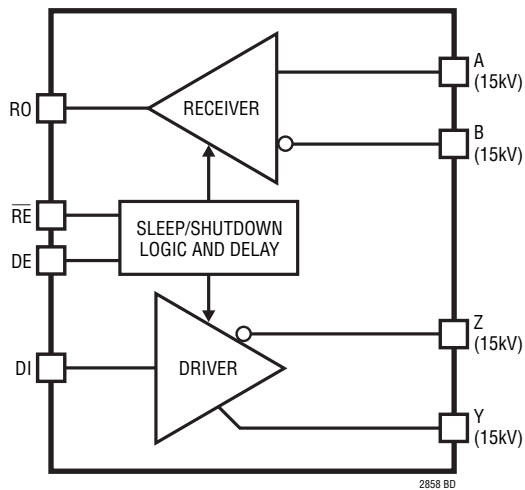 A
(15kV)
RO
RECEIVER
B
(15kV)
RE
SLEEP/SHUTDOWN
LOGIC AND DELAY
DE
Z
(15kV)
DI
DRIVER
Y
(15kV)
2858 BD